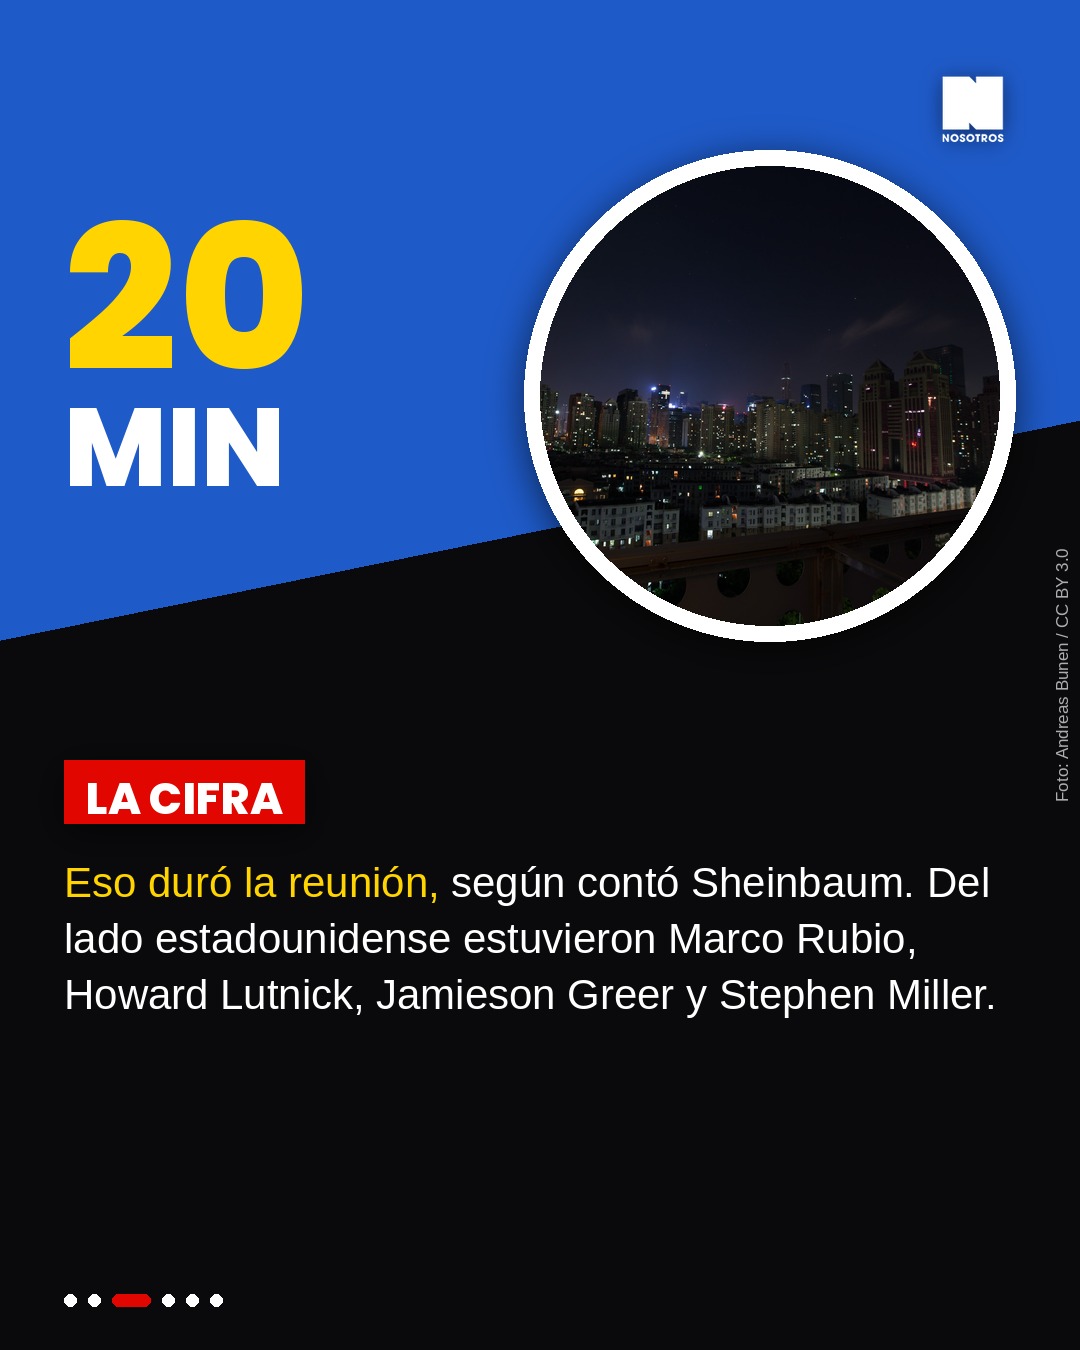 NOSOTROS
20
MIN
Foto: Andreas Bunen / CC BY 3.0
LA CIFRA
Eso duró la reunión, según contó Sheinbaum. Del
lado estadounidense estuvieron Marco Rubio,
Howard Lutnick, Jamieson Greer y Stephen Miller.